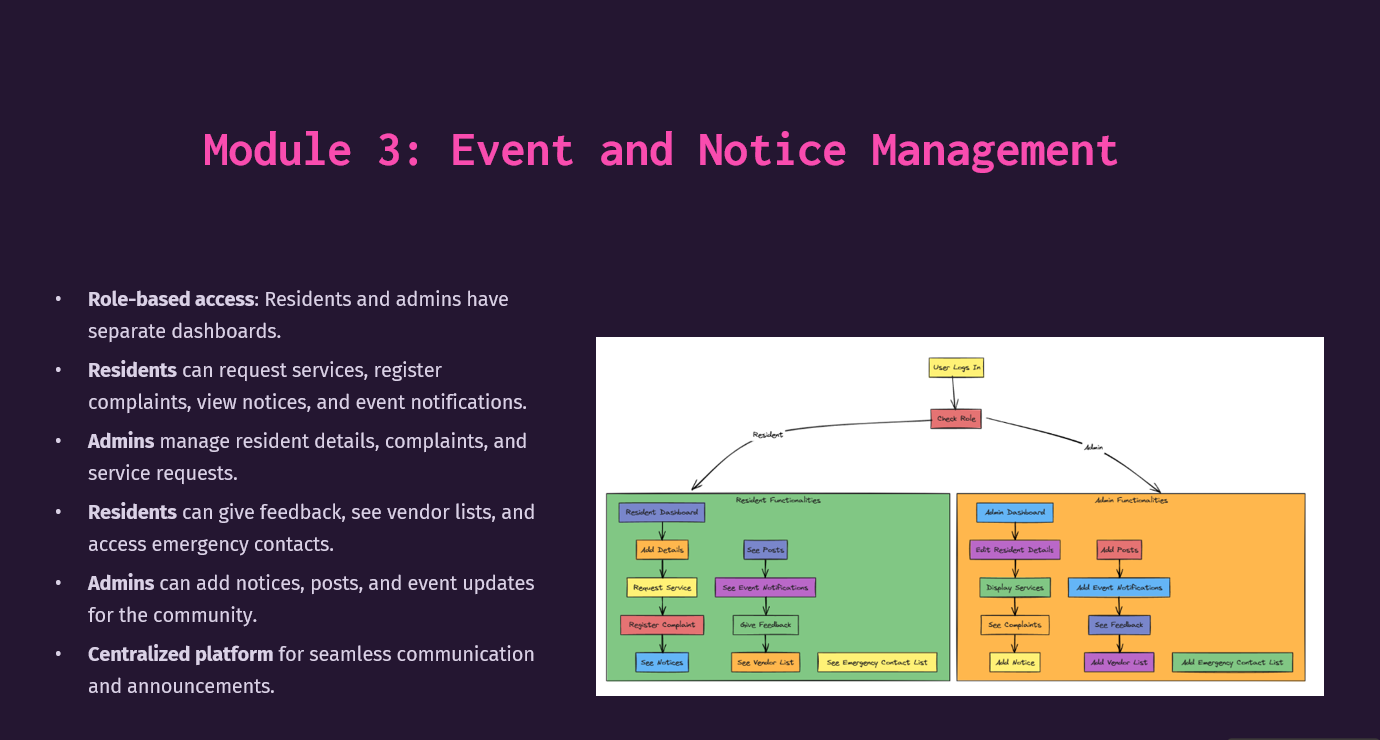 Module 3: Event and Notice Management
• Role-based access: Residents and admins have
separate dashboards.
• Residents can request services, register
complaints, view notices, and event notifications.
• Admins manage resident details, complaints, and
service requests.
• Residents can give feedback, see vendor lists, and
access emergency contacts.
• Admins can add notices, posts, and event updates
for the community.
• Centralized platform for seamless communication
and announcements.
User Logs In
Check Role
Resident
Admin
Resident Functionalities
Resident Dashboard
Add Details
Request Service
Register Complaint
See Notices
See Posts
See Event Notifications
Give Feedback
See Vendor List
See Emergency Contact List
Admin Functionalities
Admin Dashboard
Edit Resident Details
Display Services
See Complaints
Add Notice
Add Posts
Add Event Notifications
See Feedback
Add Vendor List
Add Emergency Contact List